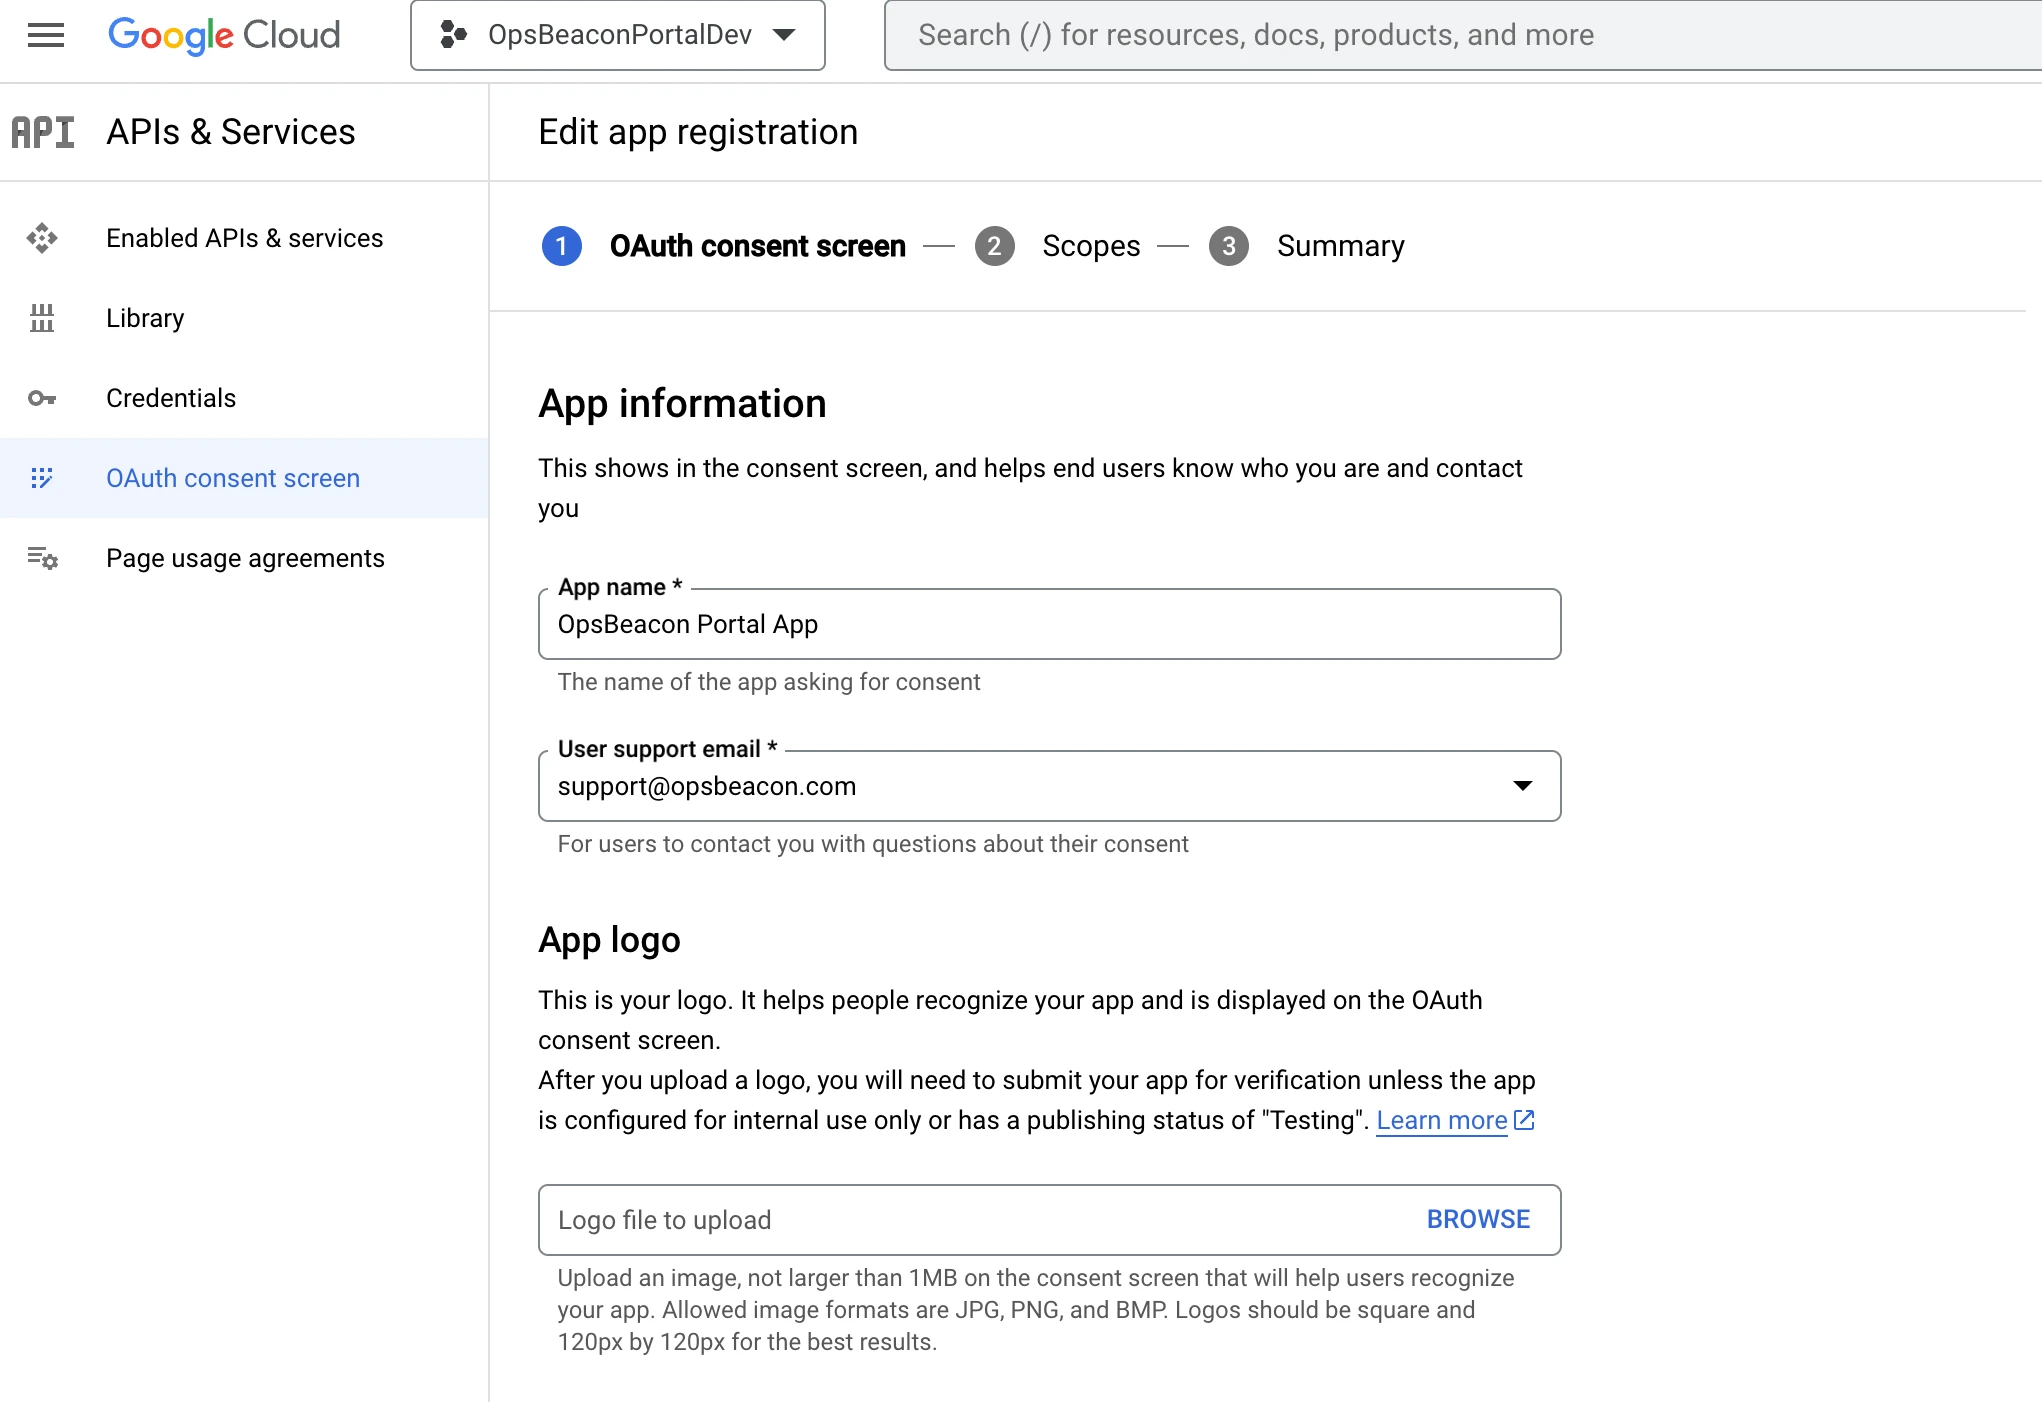 Google Cloud
OpsBeaconPortalDev
Search (/) for resources, docs, products, and more
API
APIs & Services
Enabled APIs & services
Library
Credentials
OAuth consent screen
Page usage agreements
Edit app registration
1 OAuth consent screen — 2 Scopes — 3 Summary
App information
This shows in the consent screen, and helps end users know who you are and contact
you
App name *
OpsBeacon Portal App
The name of the app asking for consent
User support email *
support@opsbeacon.com
For users to contact you with questions about their consent
App logo
This is your logo. It helps people recognize your app and is displayed on the OAuth
consent screen.
After you upload a logo, you will need to submit your app for verification unless the app
is configured for internal use only or has a publishing status of "Testing". Learn more
Logo file to upload
BROWSE
Upload an image, not larger than 1MB on the consent screen that will help users recognize
your app. Allowed image formats are JPG, PNG, and BMP. Logos should be square and
120px by 120px for the best results.